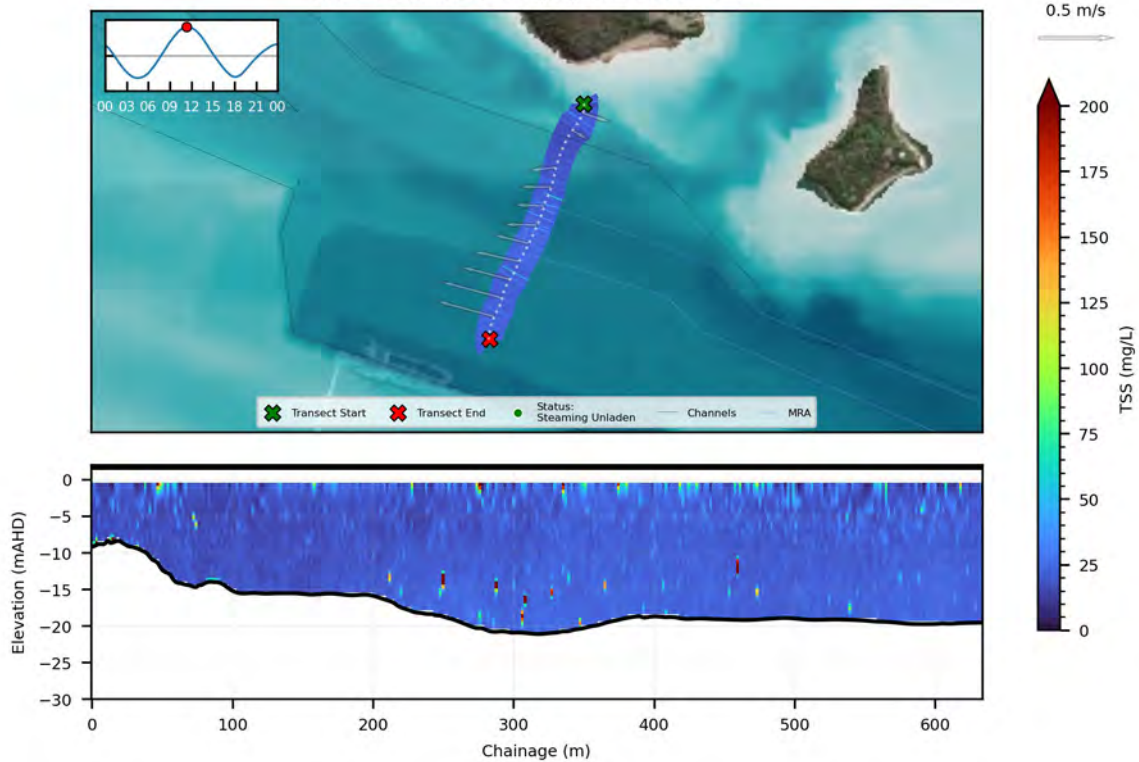 0.5 m/s
00 03 06 09 12 15 18 21 00
Transect Start
Transect End
Status:
Steaming Unladen
Channels
MRA
200
175
150
125
100
75
50
25
0
TSS (mg/L)
0
−5
−10
−15
−20
−25
−30
Elevation (mAHD)
0 100 200 300 400 500 600
Chainage (m)